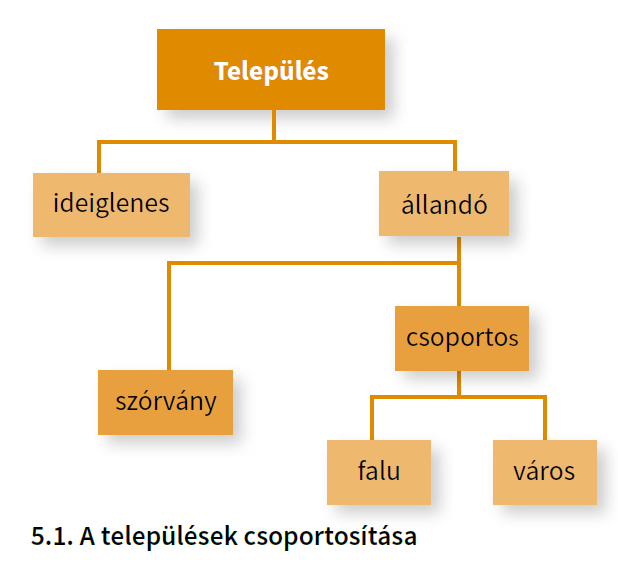 Település
ideiglenes
állandó
csoportos
szórvány
falu
város
5.1. A települések csoportosítása